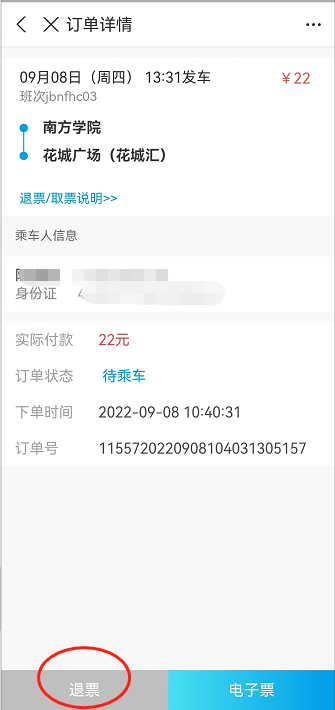 订单详情
09月08日（周四） 13:31发车
￥22
班次jbnfhc03
南方学院
花城广场（花城汇）
退票/取票说明>>
乘车人信息
身份证
实际付款 22元
订单状态 待乘车
下单时间 2022-09-08 10:40:31
订单号 1155720220908104031305157
退票
电子票